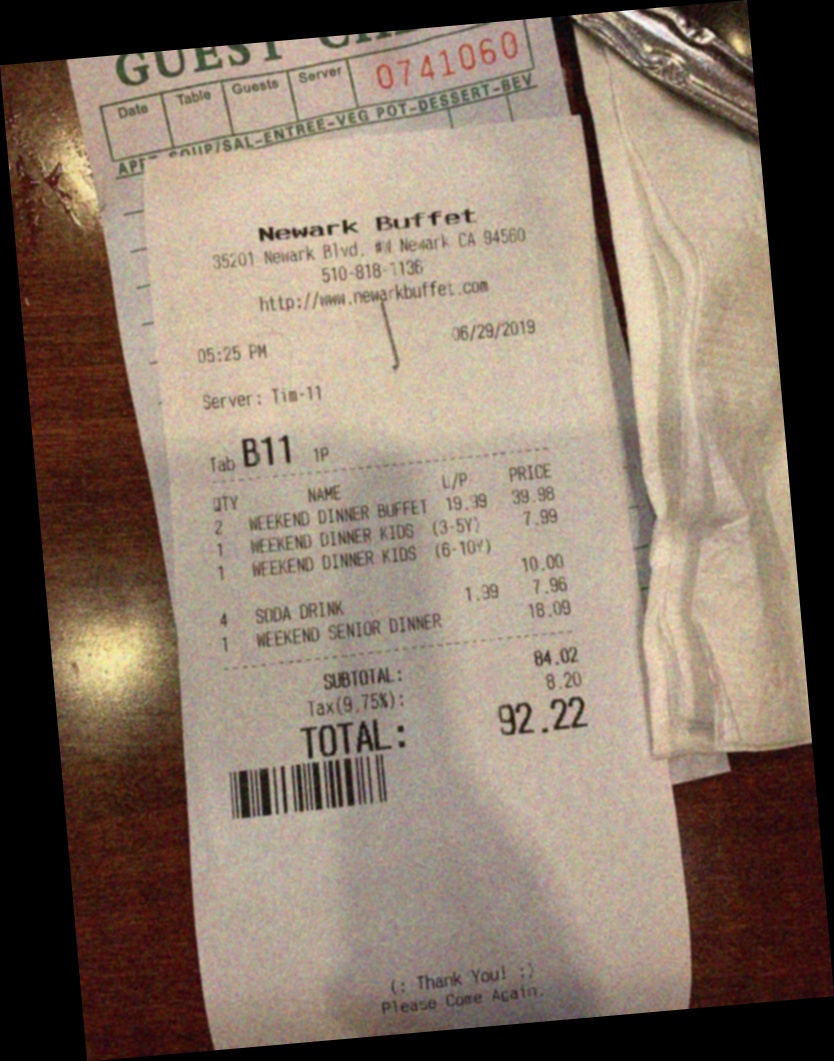 GUEST
Date Table Guests Server 0741060
SOUP/SAL-ENTREE-VEG POT-DESSERT-BEV
Newark Buffet
35201 Newark Blvd. Newark CA 94560
510-818-1136
http://www.newarkbuffet.com
05:25 PM 06/29/2019
Server: Tim-11
Tab B11 1P
QTY NAME L/P PRICE
2 WEEKEND DINNER BUFFET 19.99 39.98
1 WEEKEND DINNER KIDS (3-5Y) 7.99
1 WEEKEND DINNER KIDS (6-10Y)
10.00
4 SODA DRINK 1.99 7.96
1 WEEKEND SENIOR DINNER 18.09
SUBTOTAL: 84.02
Tax(9.75%): 8.20
TOTAL: 92.22
(: Thank You! :)
Please Come Again.